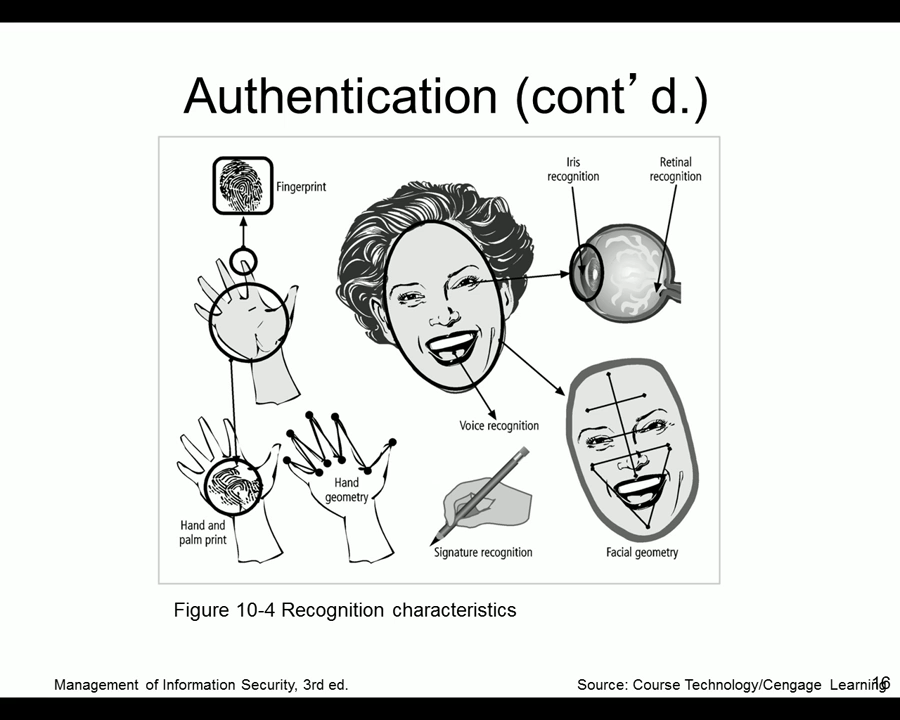 Authentication (cont’d.)
Fingerprint
Iris
recognition
Retinal
recognition
Voice recognition
Hand
geometry
Hand and
palm print
Signature recognition
Facial geometry
Figure 10-4 Recognition characteristics
Management of Information Security, 3rd ed.
Source: Course Technology/Cengage Learning
16